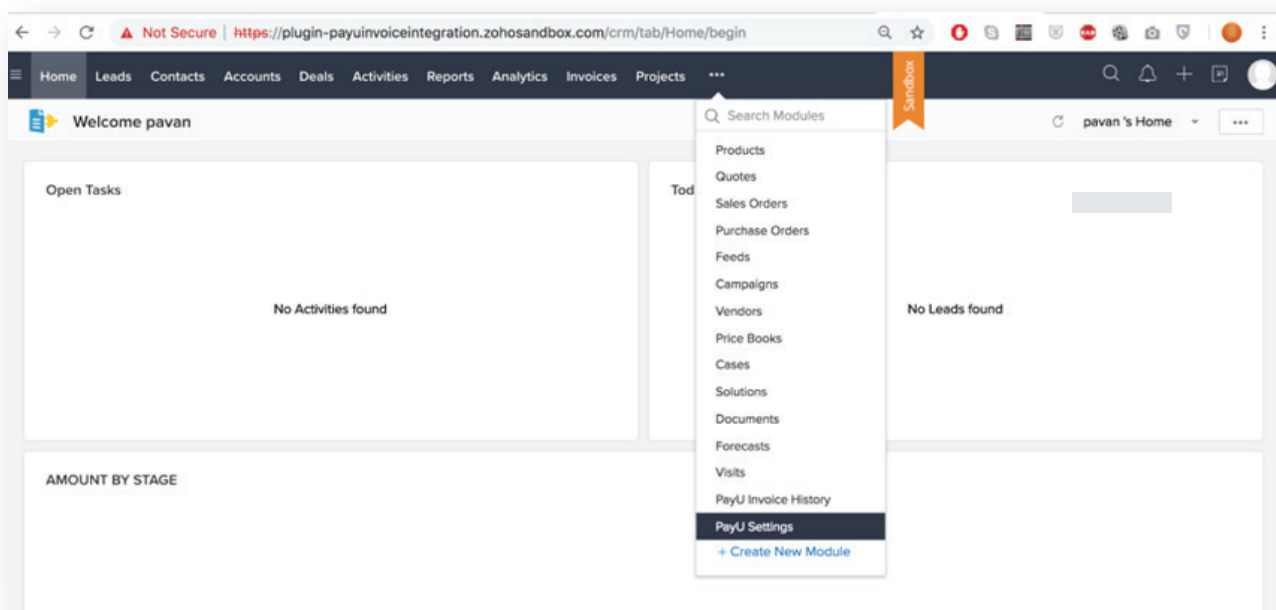 Not Secure | https://plugin-payuinvoiceintegration.zohosandbox.com/crm/tab/Home/begin
Home Leads Contacts Accounts Deals Activities Reports Analytics Invoices Projects ...
Sandbox
Welcome pavan
pavan 's Home
Search Modules
Products
Quotes
Sales Orders
Purchase Orders
Feeds
Campaigns
Vendors
Price Books
Cases
Solutions
Documents
Forecasts
Visits
PayU Invoice History
PayU Settings
+ Create New Module
Open Tasks
No Activities found
Tod
No Leads found
AMOUNT BY STAGE